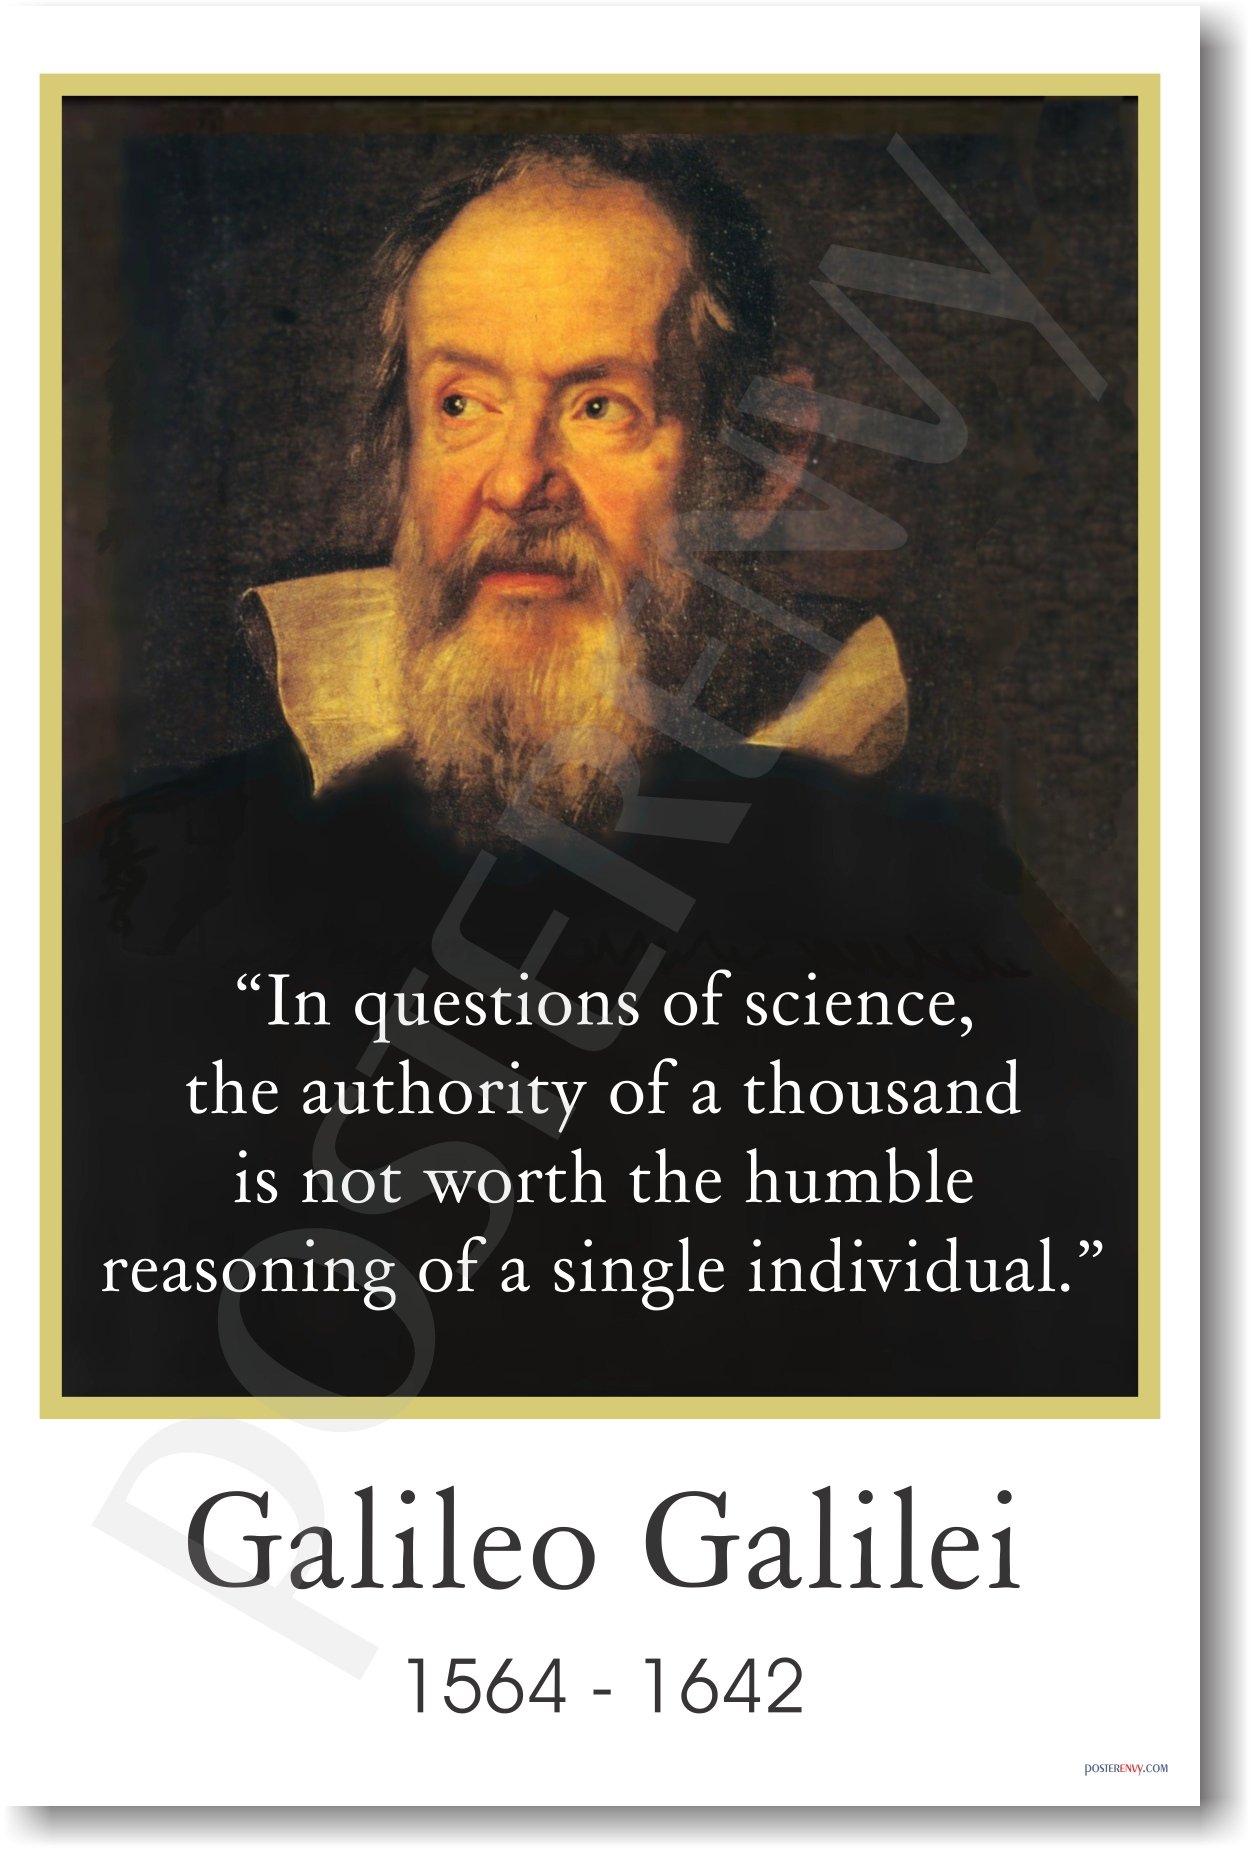 “In questions of science,
the authority of a thousand
is not worth the humble
reasoning of a single individual.”
Galileo Galilei
1564 - 1642
POSTERENVY.COM
POSTERENVY